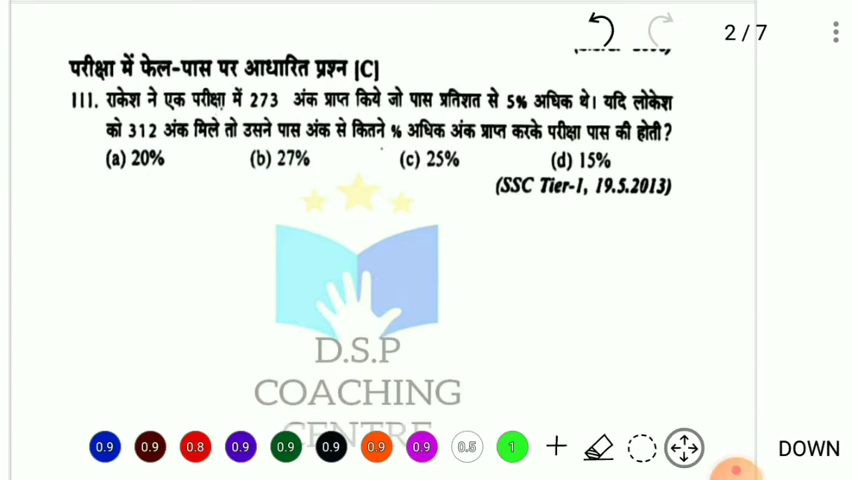 2 / 7
परीक्षा में फेल-पास पर आधारित प्रश्न [C]
111. राकेश ने एक परीक्षा में 273 अंक प्राप्त किये जो पास प्रतिशत से 5% अधिक थे। यदि लोकेश
को 312 अंक मिले तो उसने पास अंक से कितने % अधिक अंक प्राप्त करके परीक्षा पास की होती?
(a) 20% (b) 27% (c) 25% (d) 15%
(SSC Tier-1, 19.5.2013)
D.S.P
COACHING
CENTRE
0.9 0.9 0.8 0.9 0.9 0.9 0.9 0.9 0.5 1 DOWN